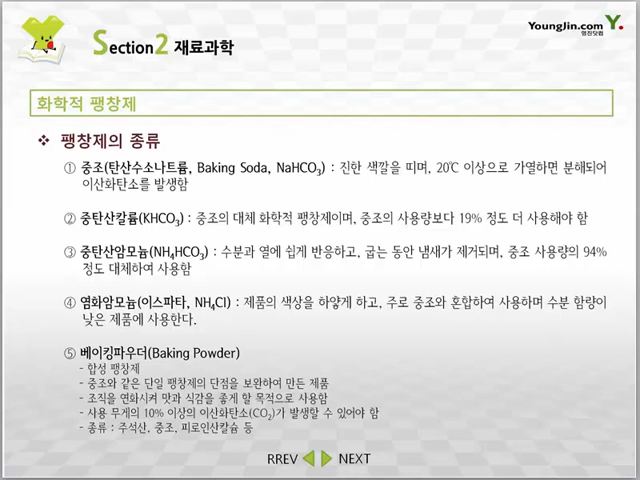 Section2 재료과학
YoungJin.com Y.
영진닷컴
화학적 팽창제
❖ 팽창제의 종류
① 중조(탄산수소나트륨, Baking Soda, NaHCO₃) : 진한 색깔을 띠며, 20℃ 이상으로 가열하면 분해되어
이산화탄소를 발생함
② 중탄산칼륨(KHCO₃) : 중조의 대체 화학적 팽창제이며, 중조의 사용량보다 19% 정도 더 사용해야 함
③ 중탄산암모늄(NH₄HCO₃) : 수분과 열에 쉽게 반응하고, 굽는 동안 냄새가 제거되며, 중조 사용량의 94%
정도 대체하여 사용함
④ 염화암모늄(이스파타, NH₄Cl) : 제품의 색상을 하얗게 하고, 주로 중조와 혼합하여 사용하며 수분 함량이
낮은 제품에 사용한다.
⑤ 베이킹파우더(Baking Powder)
- 합성 팽창제
- 중조와 같은 단일 팽창제의 단점을 보완하여 만든 제품
- 조직을 연화시켜 맛과 식감을 좋게 할 목적으로 사용함
- 사용 무게의 10% 이상의 이산화탄소(CO₂)가 발생할 수 있어야 함
- 종류 : 주석산, 중조, 피로인산칼슘 등
RREV NEXT